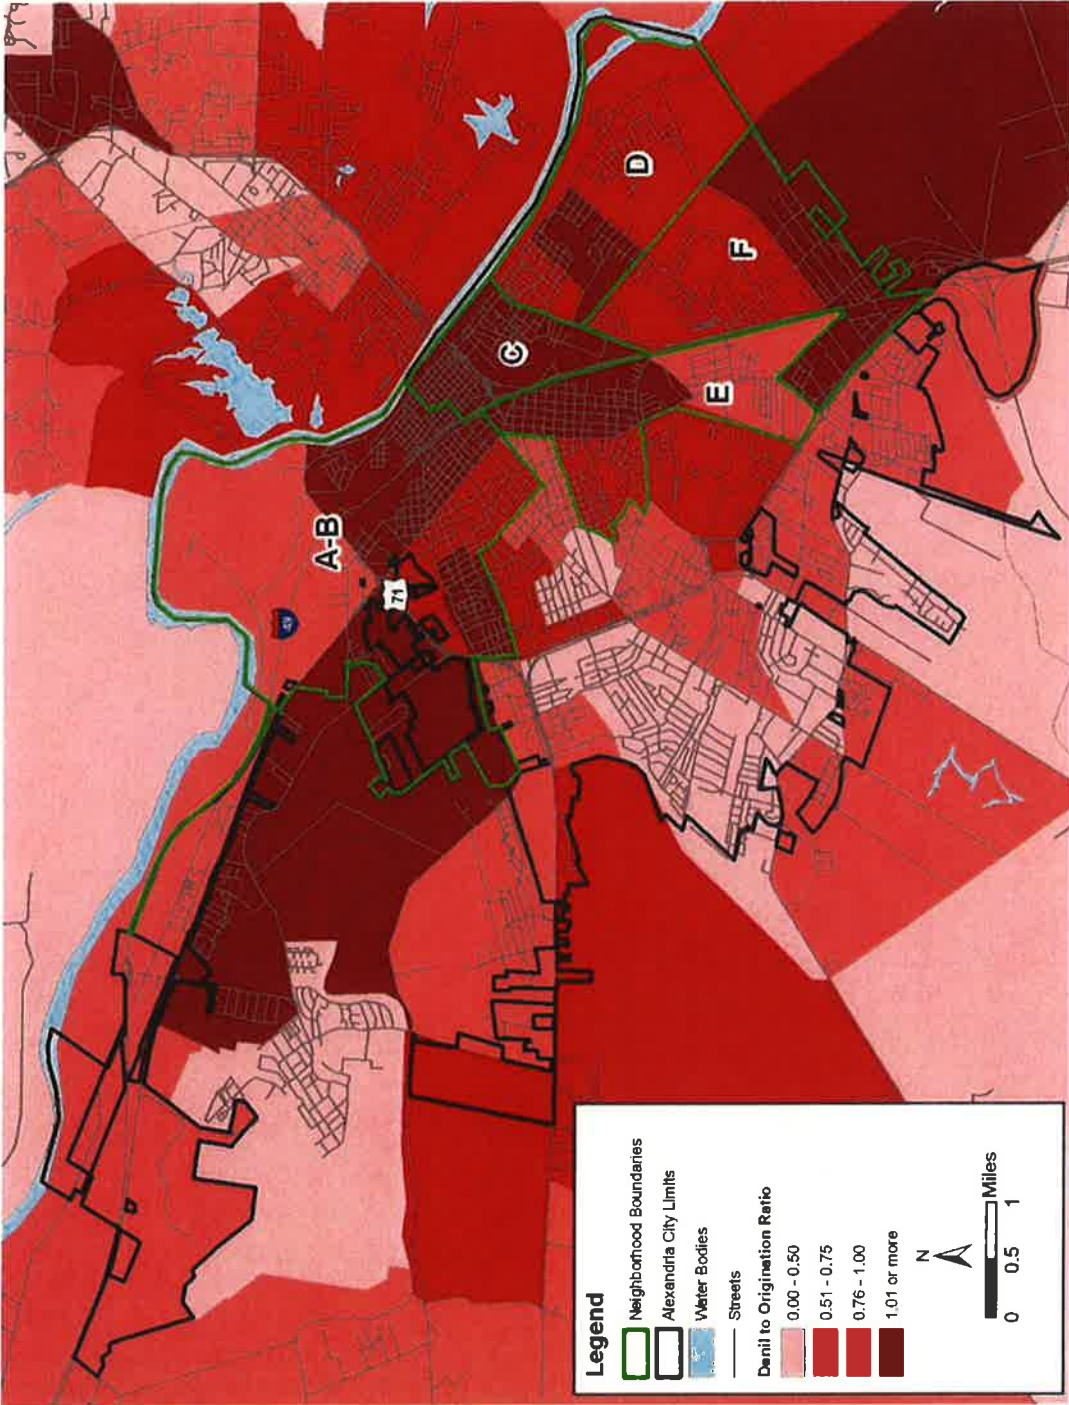 A-B
49
71
G
D
F
E
Legend
Neighborhood Boundaries
Alexandria City Limits
Water Bodies
Streets
Denil to Origination Ratio
0.00 - 0.50
0.51 - 0.75
0.76 - 1.00
1.01 or more
N
0 0.5 1 Miles